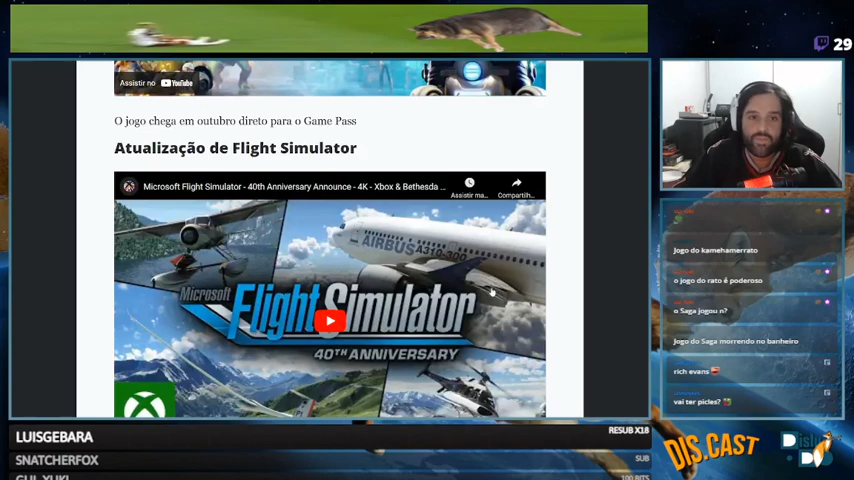 29
Assistir no YouTube
O jogo chega em outubro direto para o Game Pass
Atualização de Flight Simulator
Microsoft Flight Simulator - 40th Anniversary Announce - 4K - Xbox & Bethesda ...
Assistir ma...
Compartilh...
AIRBUS A310-300
Microsoft
Flight Simulator
40TH ANNIVERSARY
Jogo do kamehamerrato
o jogo do rato é poderoso
o Saga jogou n?
Jogo do Saga morrendo no banheiro
rich evans
vai ter picles?
LUISGEBARA
RESUB X18
SNATCHERFOX
SUB
100 BITS
DIS.CAST